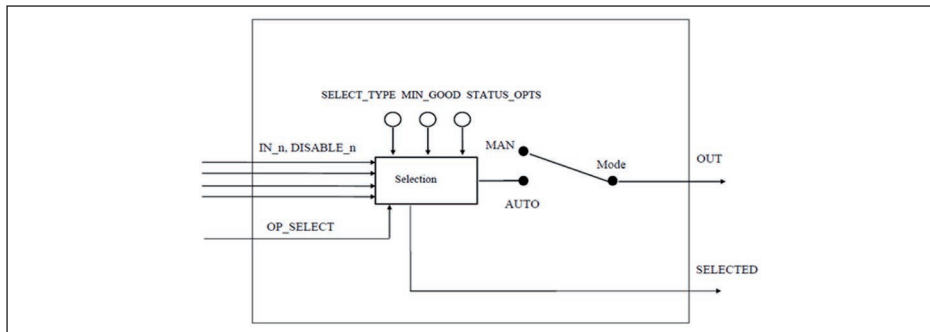 SELECT_TYPE MIN_GOOD STATUS_OPTS
IN_n, DISABLE_n
MAN
Mode
OUT
Selection
AUTO
OP_SELECT
SELECTED